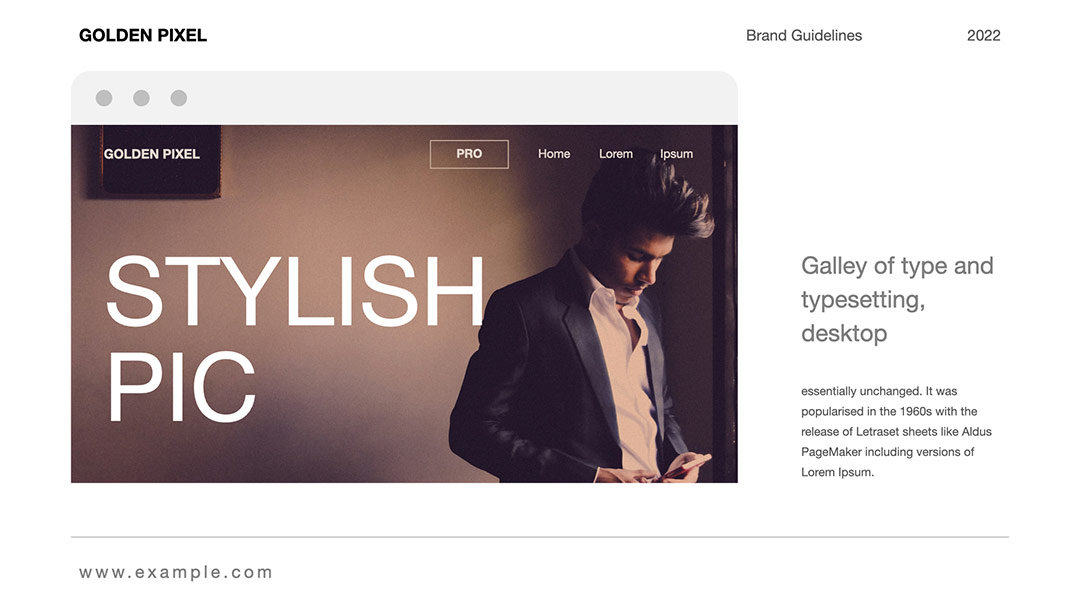 GOLDEN PIXEL
Brand Guidelines
2022
GOLDEN PIXEL
PRO
Home
Lorem
Ipsum
STYLISH
PIC
Galley of type and
typesetting,
desktop
essentially unchanged. It was
popularised in the 1960s with the
release of Letraset sheets like Aldus
PageMaker including versions of
Lorem Ipsum.
www.example.com